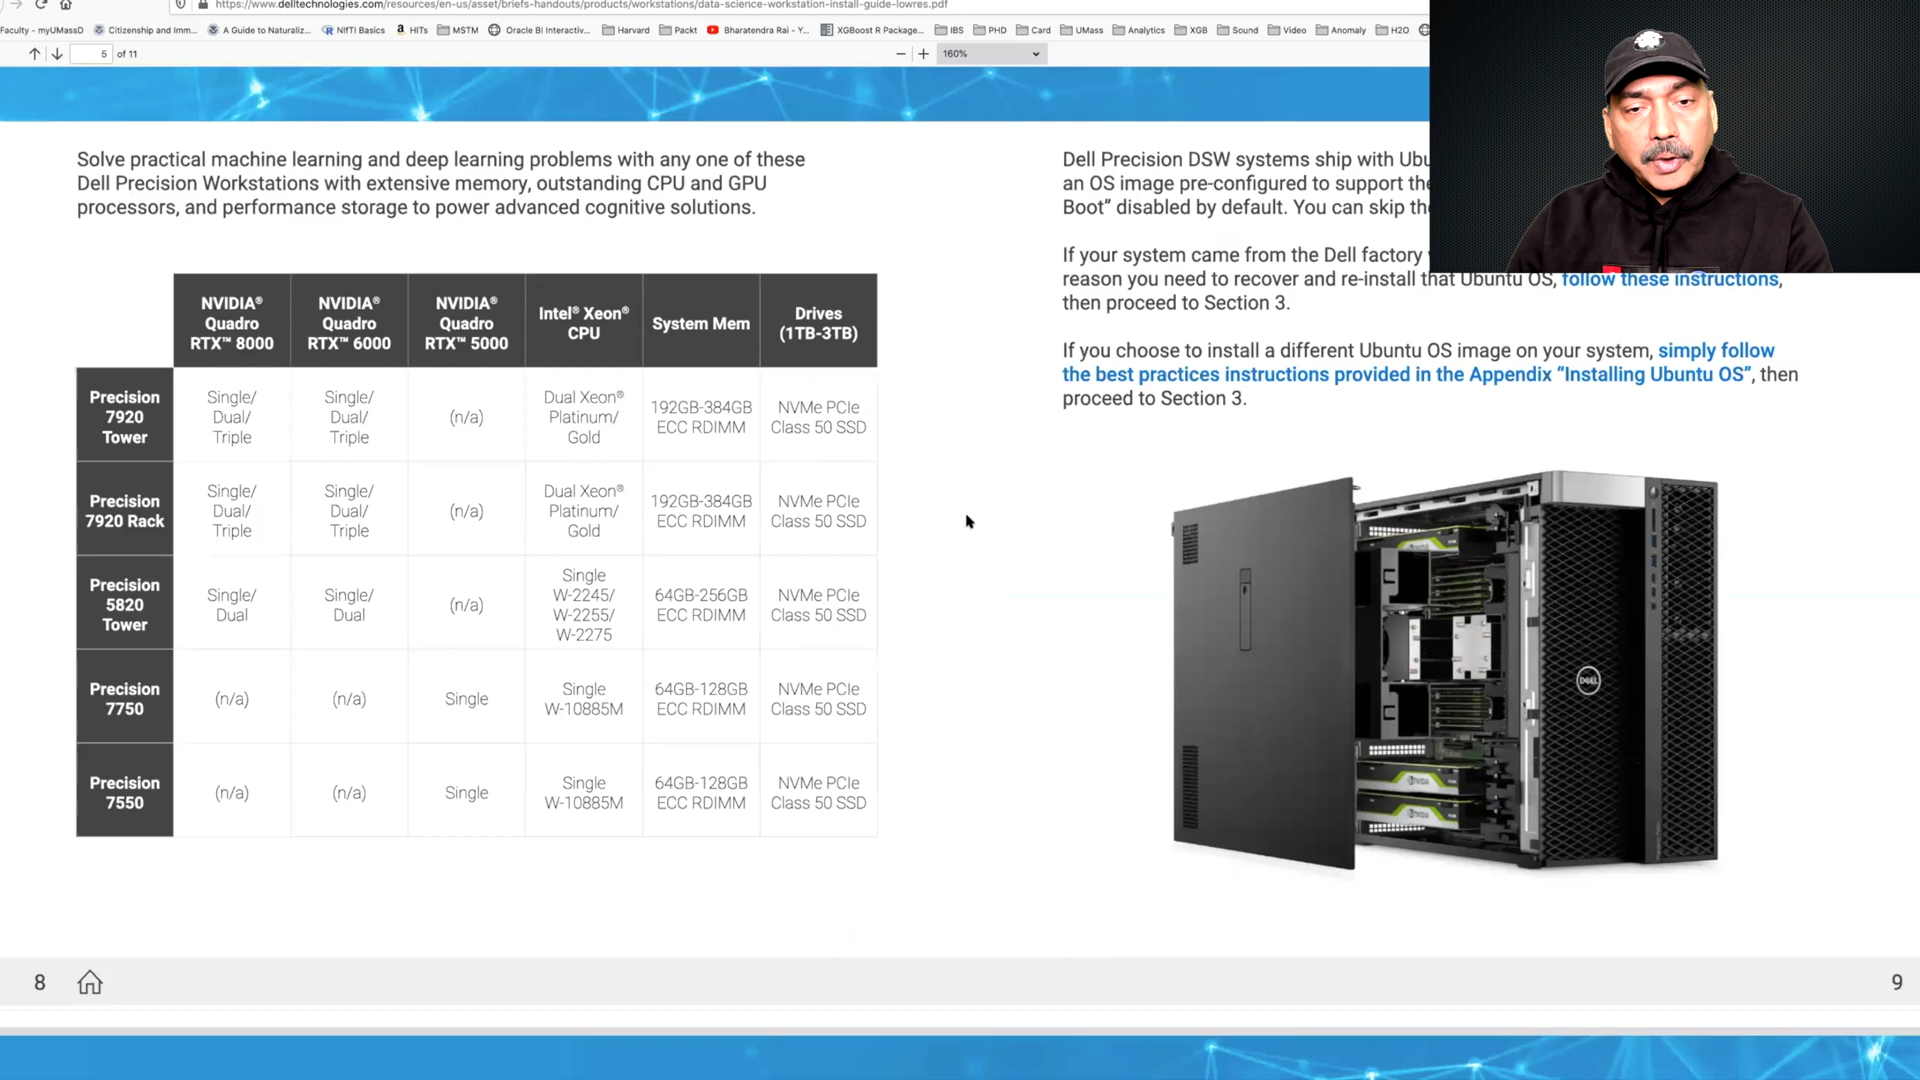 https://www.delltechnologies.com/resources/en-us/asset/briefs-handouts/products/workstations/data-science-workstation-install-guide-lowres.pdf
Faculty - myUMassD Citizenship and Imm... A Guide to Naturaliz... NIfTI Basics HITs MSTM Oracle BI Interactiv... Harvard Packt Bharatendra Rai - Y... XGBoost R Package... IBS PHD Card UMass Analytics XGB Sound Video Anomaly H2O
5 of 11
160%
Solve practical machine learning and deep learning problems with any one of these
Dell Precision Workstations with extensive memory, outstanding CPU and GPU
processors, and performance storage to power advanced cognitive solutions.
NVIDIA® Quadro RTX™ 8000
NVIDIA® Quadro RTX™ 6000
NVIDIA® Quadro RTX™ 5000
Intel® Xeon® CPU
System Mem
Drives (1TB-3TB)
Precision 7920 Tower
Single/ Dual/ Triple
Single/ Dual/ Triple
(n/a)
Dual Xeon® Platinum/ Gold
192GB-384GB ECC RDIMM
NVMe PCIe Class 50 SSD
Precision 7920 Rack
Single/ Dual/ Triple
Single/ Dual/ Triple
(n/a)
Dual Xeon® Platinum/ Gold
192GB-384GB ECC RDIMM
NVMe PCIe Class 50 SSD
Precision 5820 Tower
Single/ Dual
Single/ Dual
(n/a)
Single W-2245/ W-2255/ W-2275
64GB-256GB ECC RDIMM
NVMe PCIe Class 50 SSD
Precision 7750
(n/a)
(n/a)
Single
Single W-10885M
64GB-128GB ECC RDIMM
NVMe PCIe Class 50 SSD
Precision 7550
(n/a)
(n/a)
Single
Single W-10885M
64GB-128GB ECC RDIMM
NVMe PCIe Class 50 SSD
8
Dell Precision DSW systems ship with Ubu
an OS image pre-configured to support the
Boot” disabled by default. You can skip the
If your system came from the Dell factory
reason you need to recover and re-install that Ubuntu OS, follow these instructions,
then proceed to Section 3.
If you choose to install a different Ubuntu OS image on your system, simply follow
the best practices instructions provided in the Appendix “Installing Ubuntu OS”, then
proceed to Section 3.
DELL
9